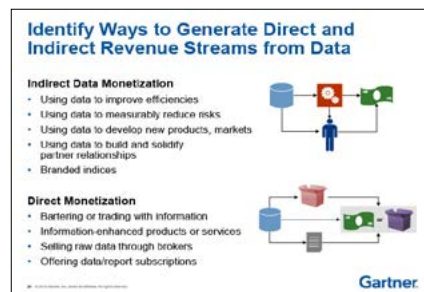 Identify Ways to Generate Direct and
Indirect Revenue Streams from Data
Indirect Data Monetization
• Using data to improve efficiencies
• Using data to measurably reduce risks
• Using data to develop new products, markets
• Using data to build and solidify
partner relationships
• Branded indices
Direct Monetization
• Bartering or trading with information
• Information-enhanced products or services
• Selling raw data through brokers
• Offering data/report subscriptions
or
Gartner